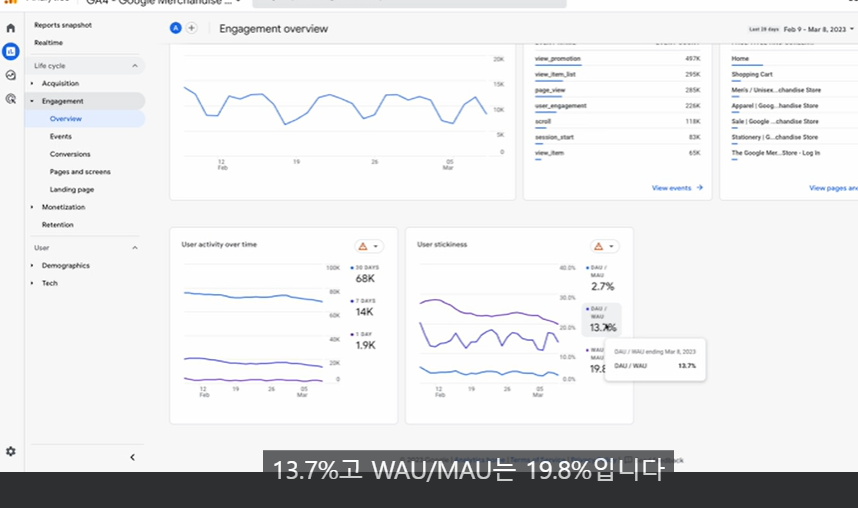 GA4 - Google Merchandise ...
Reports snapshot
Realtime
Life cycle
Acquisition
Engagement
Overview
Events
Conversions
Pages and screens
Landing page
Monetization
Retention
User
Demographics
Tech
A
Engagement overview
Last 28 days Feb 9 - Mar 8, 2023
20K
15K
10K
5K
0
12
Feb
19
26
05
Mar
view_promotion 497K
view_item_list 295K
page_view 285K
user_engagement 226K
scroll 118K
session_start 83K
view_item 65K
View events
Home
Shopping Cart
Men's / Unisex...chandise Store
Apparel | Goog...chandise Store
Sale | Google ...chandise Store
Stationery | G...chandise Store
The Google Mer...Store - Log In
View pages and
User activity over time
100K
80K
60K
40K
20K
0
12
Feb
19
26
05
Mar
30 DAYS
68K
7 DAYS
14K
1 DAY
1.9K
User stickiness
40.0%
30.0%
20.0%
10.0%
0.0%
12
Feb
19
26
05
Mar
DAU /
MAU
2.7%
DAU /
WAU
13.7%
WAU
MAU
19.8
DAU / WAU ending Mar 8, 2023
DAU / WAU 13.7%
13.7%고 WAU/MAU는 19.8%입니다